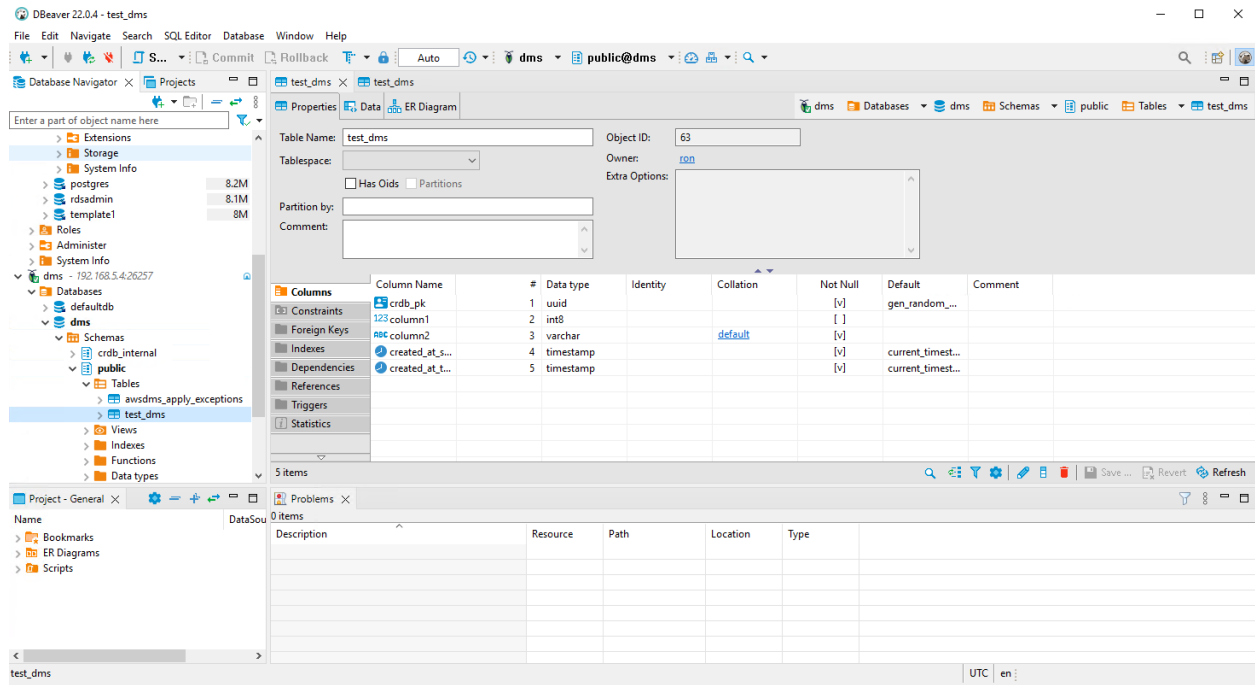 DBeaver 22.0.4 - test_dms
File Edit Navigate Search SQL Editor Database Window Help
S... Commit Rollback Auto dms public@dms
Database Navigator Projects
test_dms test_dms
Properties Data ER Diagram
dms Databases dms Schemas public Tables test_dms
Enter a part of object name here
Extensions
Storage
System Info
postgres 8.2M
rdsadmin 8.1M
template1 8M
Roles
Administer
System Info
dms - 192.168.5.4:26257
Databases
defaultdb
dms
Schemas
crdb_internal
public
Tables
awsdms_apply_exceptions
test_dms
Views
Indexes
Functions
Data types
Table Name: test_dms
Object ID: 63
Tablespace:
Owner: ron
Has Oids Partitions
Extra Options:
Partition by:
Comment:
Columns
Constraints
Foreign Keys
Indexes
Dependencies
References
Triggers
Statistics
Column Name # Data type Identity Collation Not Null Default Comment
crdb_pk 1 uuid [v] gen_random_...
123 column1 2 int8 [ ]
ABC column2 3 varchar default [v]
created_at_s... 4 timestamp [v] current_timest...
created_at_t... 5 timestamp [v] current_timest...
5 items
Save ... Revert Refresh
Project - General
Name DataSou
Bookmarks
ER Diagrams
Scripts
Problems
0 items
Description Resource Path Location Type
test_dms
UTC en